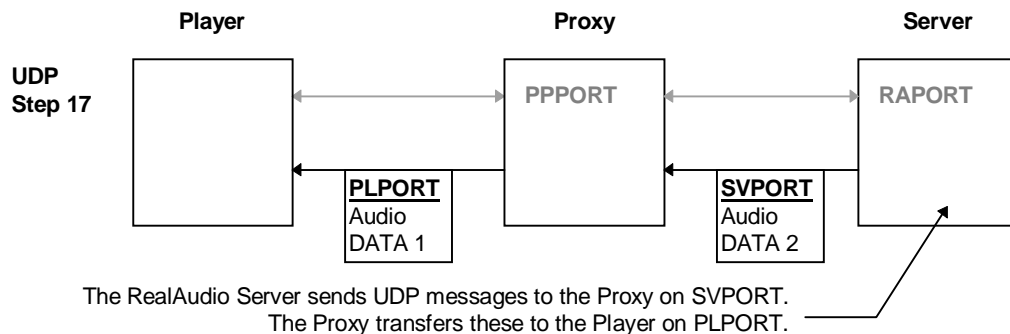 Player
Proxy
Server
UDP
Step 17
PPPORT
RAPORT
PLPORT
Audio
DATA 1
SVPORT
Audio
DATA 2
The RealAudio Server sends UDP messages to the Proxy on SVPORT.
The Proxy transfers these to the Player on PLPORT.